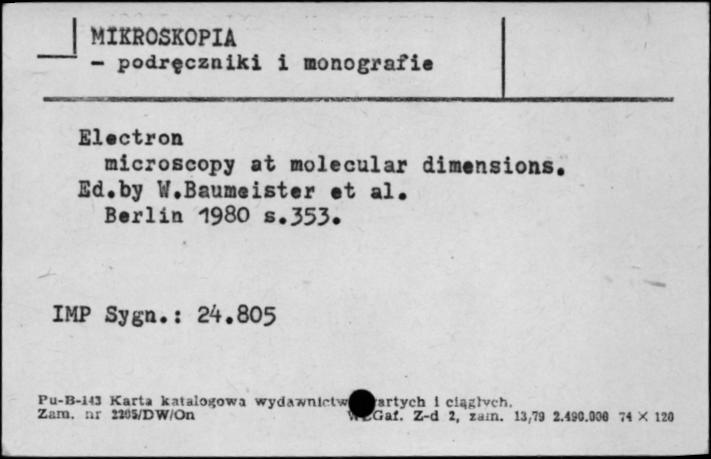 MIKROSKOPIA
- podręczniki i monografie
Electron
microscopy at molecular dimensions.
Ed.by W.Baumeister et al.
Berlin 1980 s.353.
IMP Sygn.: 24.805
Pu-B-143 Karta katalogowa wydawnictw artych i ciągłych.
Zam. nr 2205/DW/On Gaf. Z-d 2, zam. 13/79 2.490.000 74 X 120